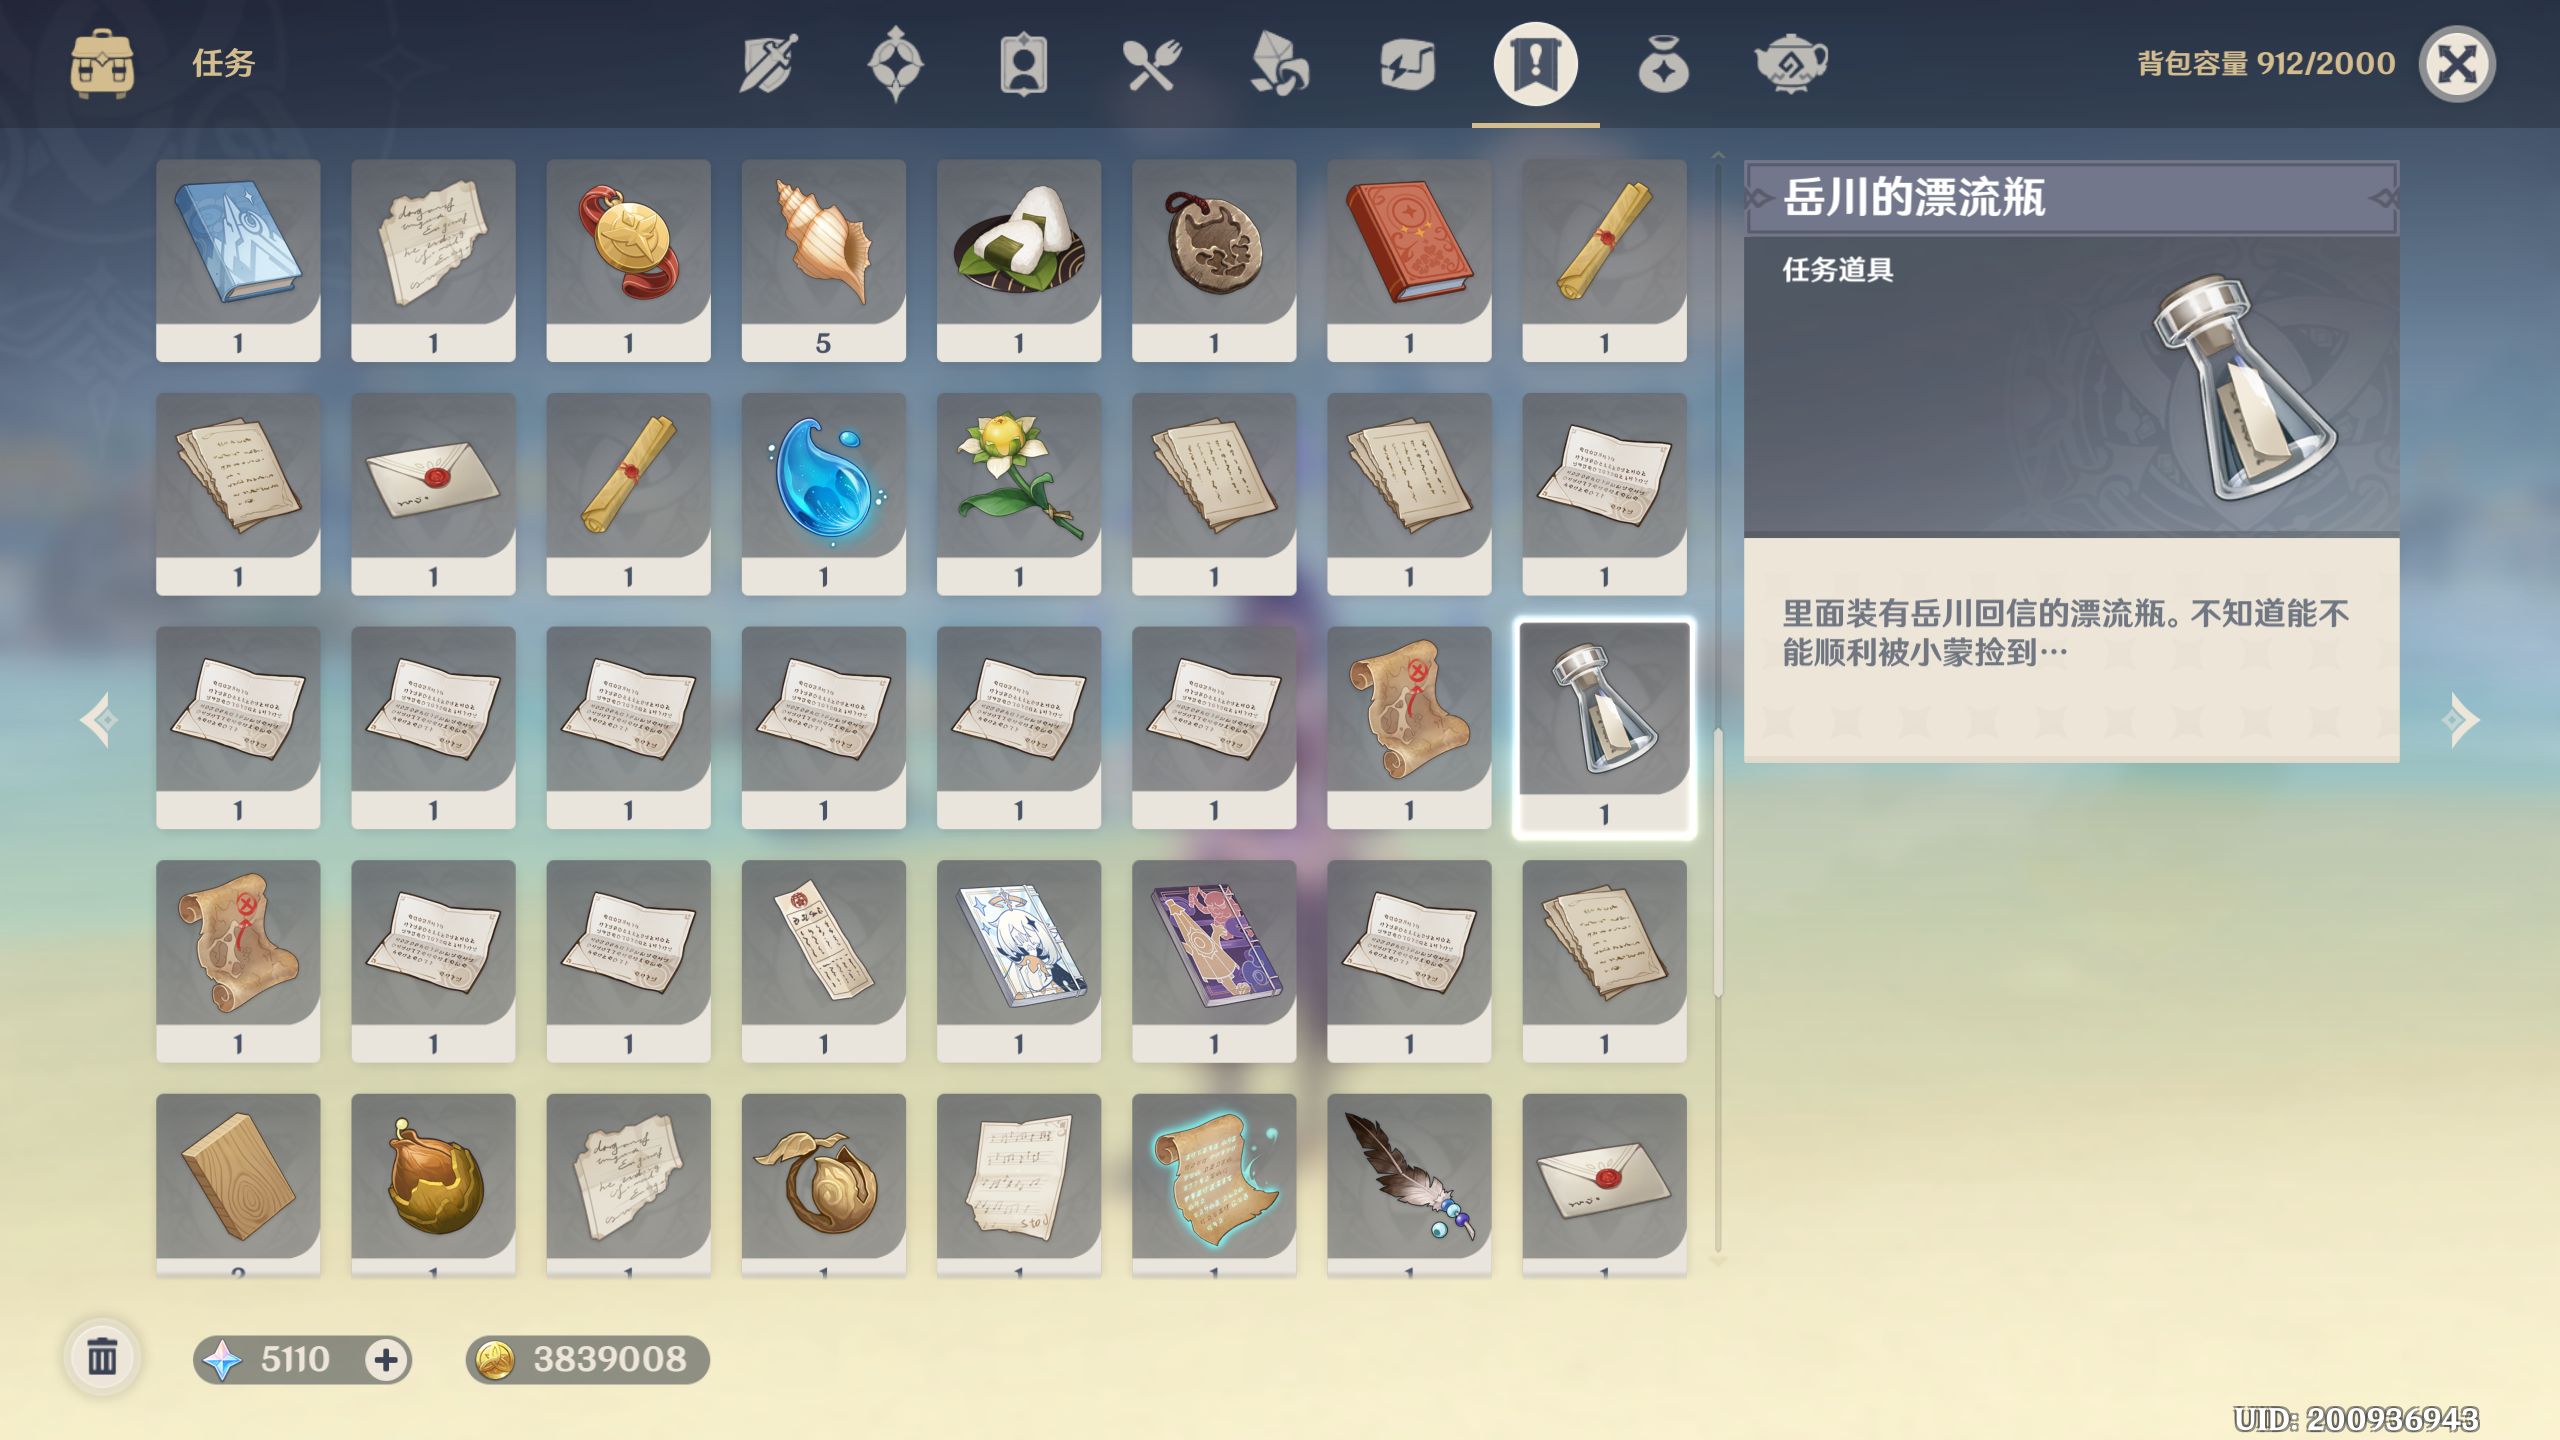 任务
背包容量 912/2000
1 1 1 5 1 1 1 1
1 1 1 1 1 1 1 1
1 1 1 1 1 1 1 1
1 1 1 1 1 1 1 1
岳川的漂流瓶
任务道具
里面装有岳川回信的漂流瓶。不知道能不
能顺利被小蒙捡到…
5110
3839008
UID: 200936943